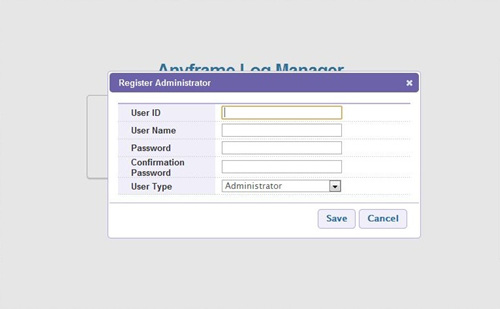 Anyframe Log Manager
Register Administrator
User ID
User Name
Password
Confirmation
Password
User Type
Administrator
Save
Cancel